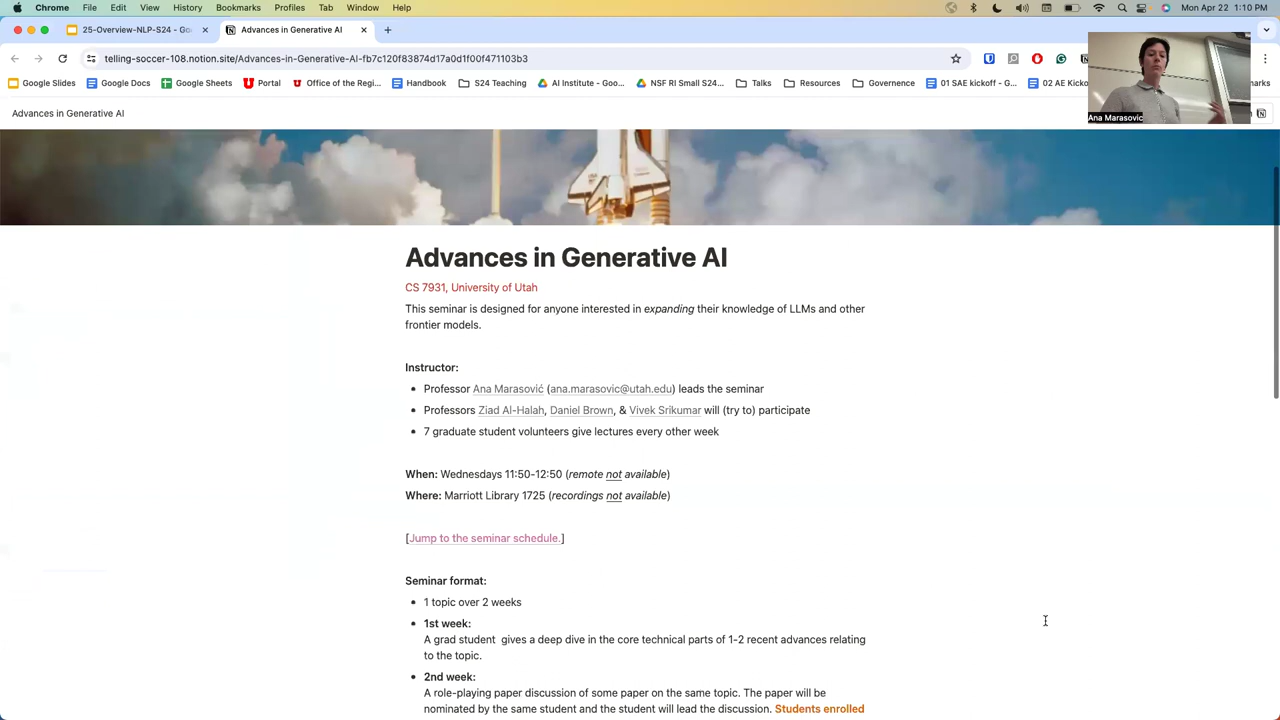 Chrome File Edit View History Bookmarks Profiles Tab Window Help Mon Apr 22 1:10 PM
25-Overview-NLP-S24 - Go Advances in Generative AI
telling-soccer-108.notion.site/Advances-in-Generative-AI-fb7c120f83874d17a0d1f00f471103b3
Google Slides Google Docs Google Sheets Portal Office of the Regi... Handbook S24 Teaching AI Institute – Goo... NSF RI Small S24... Talks Resources Governence 01 SAE kickoff - G... 02 AE Kicko marks
Ana Marasovic
Advances in Generative AI
Advances in Generative AI
CS 7931, University of Utah
This seminar is designed for anyone interested in expanding their knowledge of LLMs and other
frontier models.
Instructor:
• Professor Ana Marasović (ana.marasovic@utah.edu) leads the seminar
• Professors Ziad Al-Halah, Daniel Brown, & Vivek Srikumar will (try to) participate
• 7 graduate student volunteers give lectures every other week
When: Wednesdays 11:50-12:50 (remote not available)
Where: Marriott Library 1725 (recordings not available)
[Jump to the seminar schedule.]
Seminar format:
• 1 topic over 2 weeks
• 1st week:
A grad student gives a deep dive in the core technical parts of 1-2 recent advances relating
to the topic.
• 2nd week:
A role-playing paper discussion of some paper on the same topic. The paper will be
nominated by the same student and the student will lead the discussion. Students enrolled